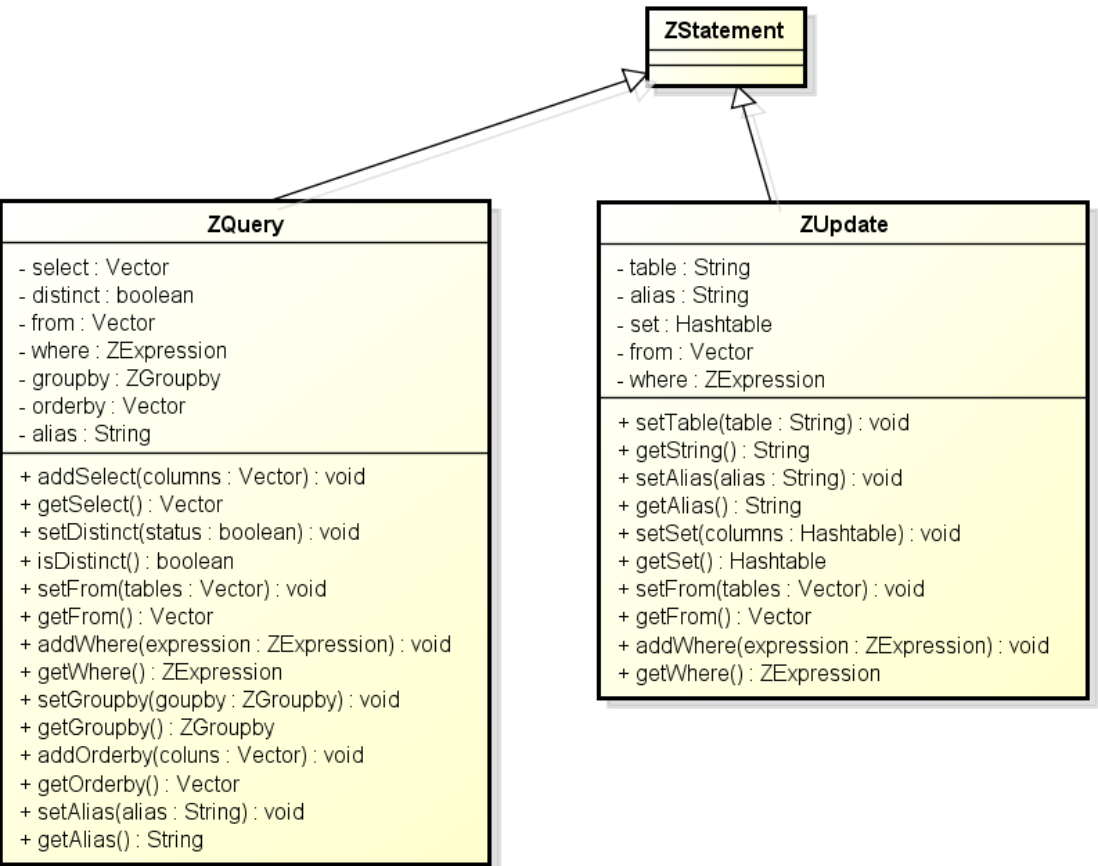 ZStatement
ZQuery
- select : Vector
- distinct : boolean
- from : Vector
- where : ZExpression
- groupby : ZGroupby
- orderby : Vector
- alias : String
+ addSelect(columns : Vector) : void
+ getSelect() : Vector
+ setDistinct(status : boolean) : void
+ isDistinct() : boolean
+ setFrom(tables : Vector) : void
+ getFrom() : Vector
+ addWhere(expression : ZExpression) : void
+ getWhere() : ZExpression
+ setGroupby(goupby : ZGroupby) : void
+ getGroupby() : ZGroupby
+ addOrderby(coluns : Vector) : void
+ getOrderby() : Vector
+ setAlias(alias : String) : void
+ getAlias() : String
ZUpdate
- table : String
- alias : String
- set : Hashtable
- from : Vector
- where : ZExpression
+ setTable(table : String) : void
+ getString() : String
+ setAlias(alias : String) : void
+ getAlias() : String
+ setSet(columns : Hashtable) : void
+ getSet() : Hashtable
+ setFrom(tables : Vector) : void
+ getFrom() : Vector
+ addWhere(expression : ZExpression) : void
+ getWhere() : ZExpression